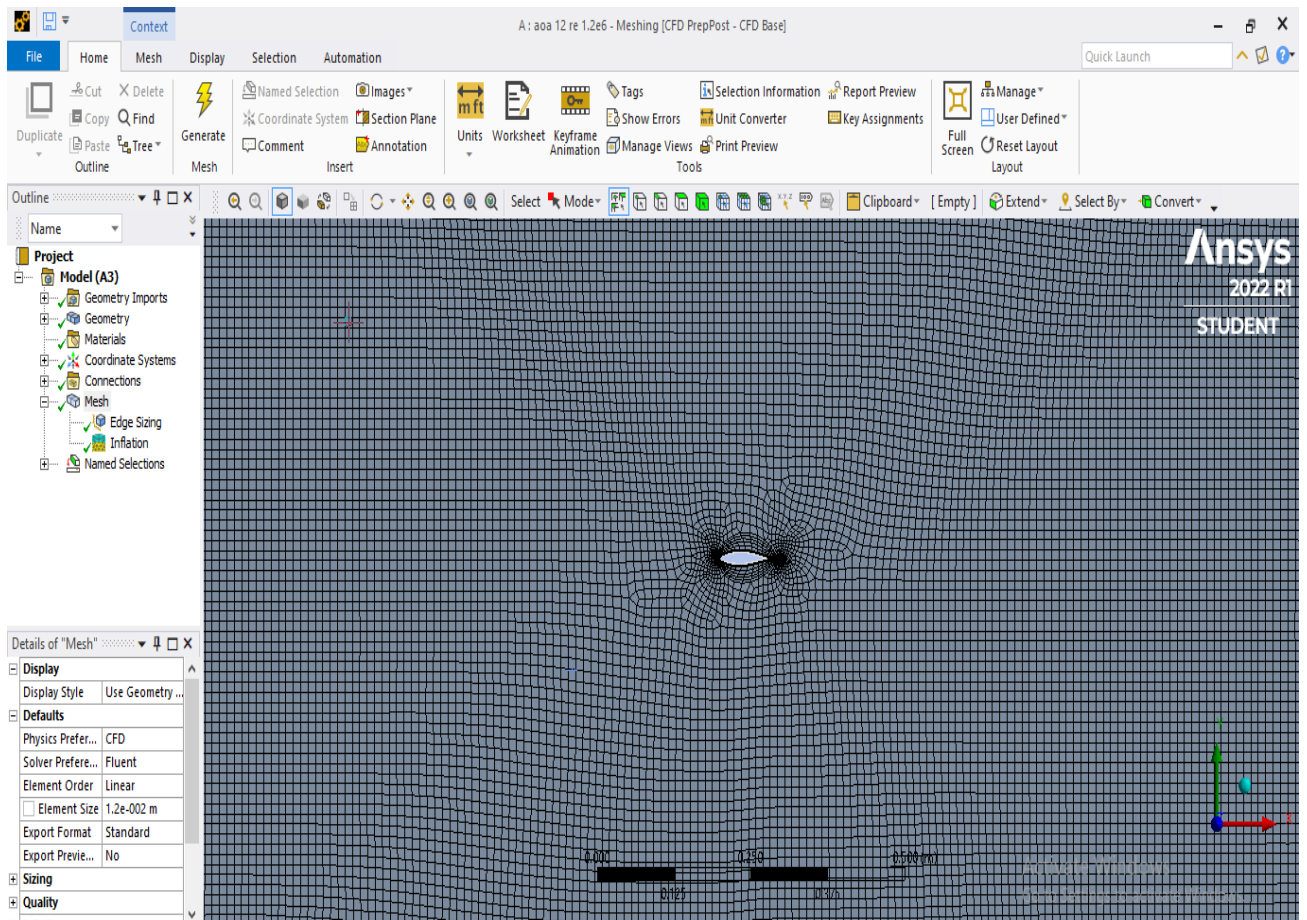 Context
A : aoa 12 re 1.2e6 - Meshing [CFD PrepPost - CFD Base]
File Home Mesh Display Selection Automation
Quick Launch
Duplicate
Cut
Copy
Paste
Delete
Find
Tree
Outline
Generate
Mesh
Named Selection
Coordinate System
Comment
Images
Section Plane
Annotation
Insert
Units
Worksheet
Keyframe
Animation
Tags
Show Errors
Manage Views
Selection Information
Unit Converter
Print Preview
Report Preview
Key Assignments
Tools
Full
Screen
Manage
User Defined
Reset Layout
Layout
Outline
Select Mode Clipboard [ Empty ] Extend Select By Convert
Name
Project
Model (A3)
Geometry Imports
Geometry
Materials
Coordinate Systems
Connections
Mesh
Edge Sizing
Inflation
Named Selections
Ansys
2022 R1
STUDENT
Details of "Mesh"
Display
Display Style Use Geometry ...
Defaults
Physics Prefer... CFD
Solver Prefere... Fluent
Element Order Linear
Element Size 1.2e-002 m
Export Format Standard
Export Previe... No
Sizing
Quality
0.000 0.250 0.500 (m)
0.125 0.375
Y
X
Activate Windows